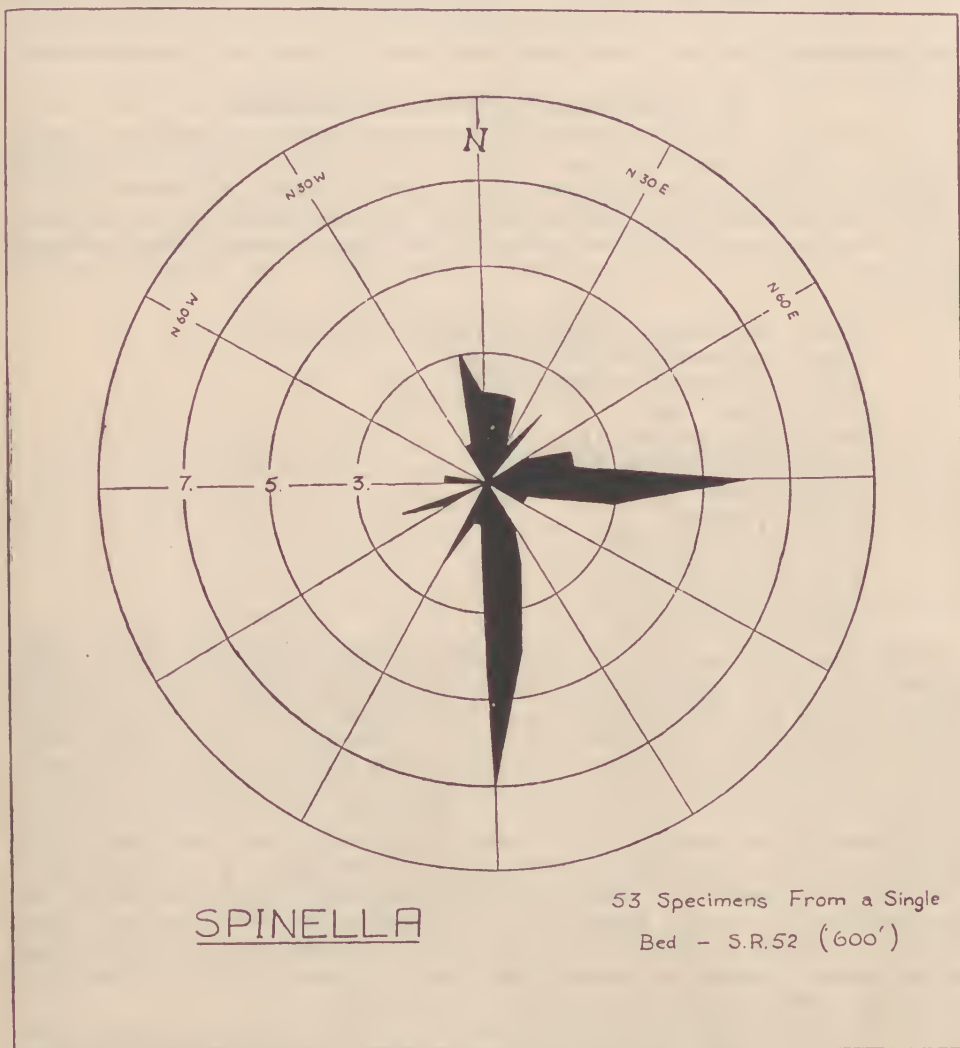 N
N 30 W
N 30 E
N 60 W
N 60 E
7. 5. 3.
SPINELLA
53 Specimens From a Single
Bed – S.R.52 (600')